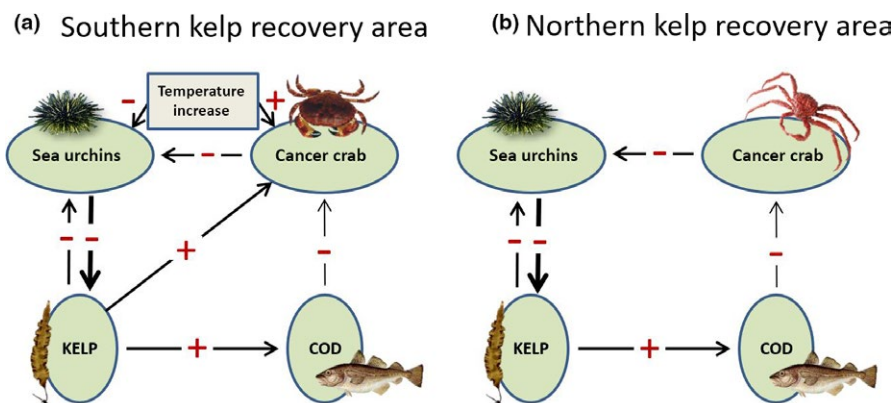 (a) Southern kelp recovery area
(b) Northern kelp recovery area
Temperature
increase
- +
Sea urchins - Cancer crab
- - + -
KELP + COD
Sea urchins - Cancer crab
- - -
KELP + COD